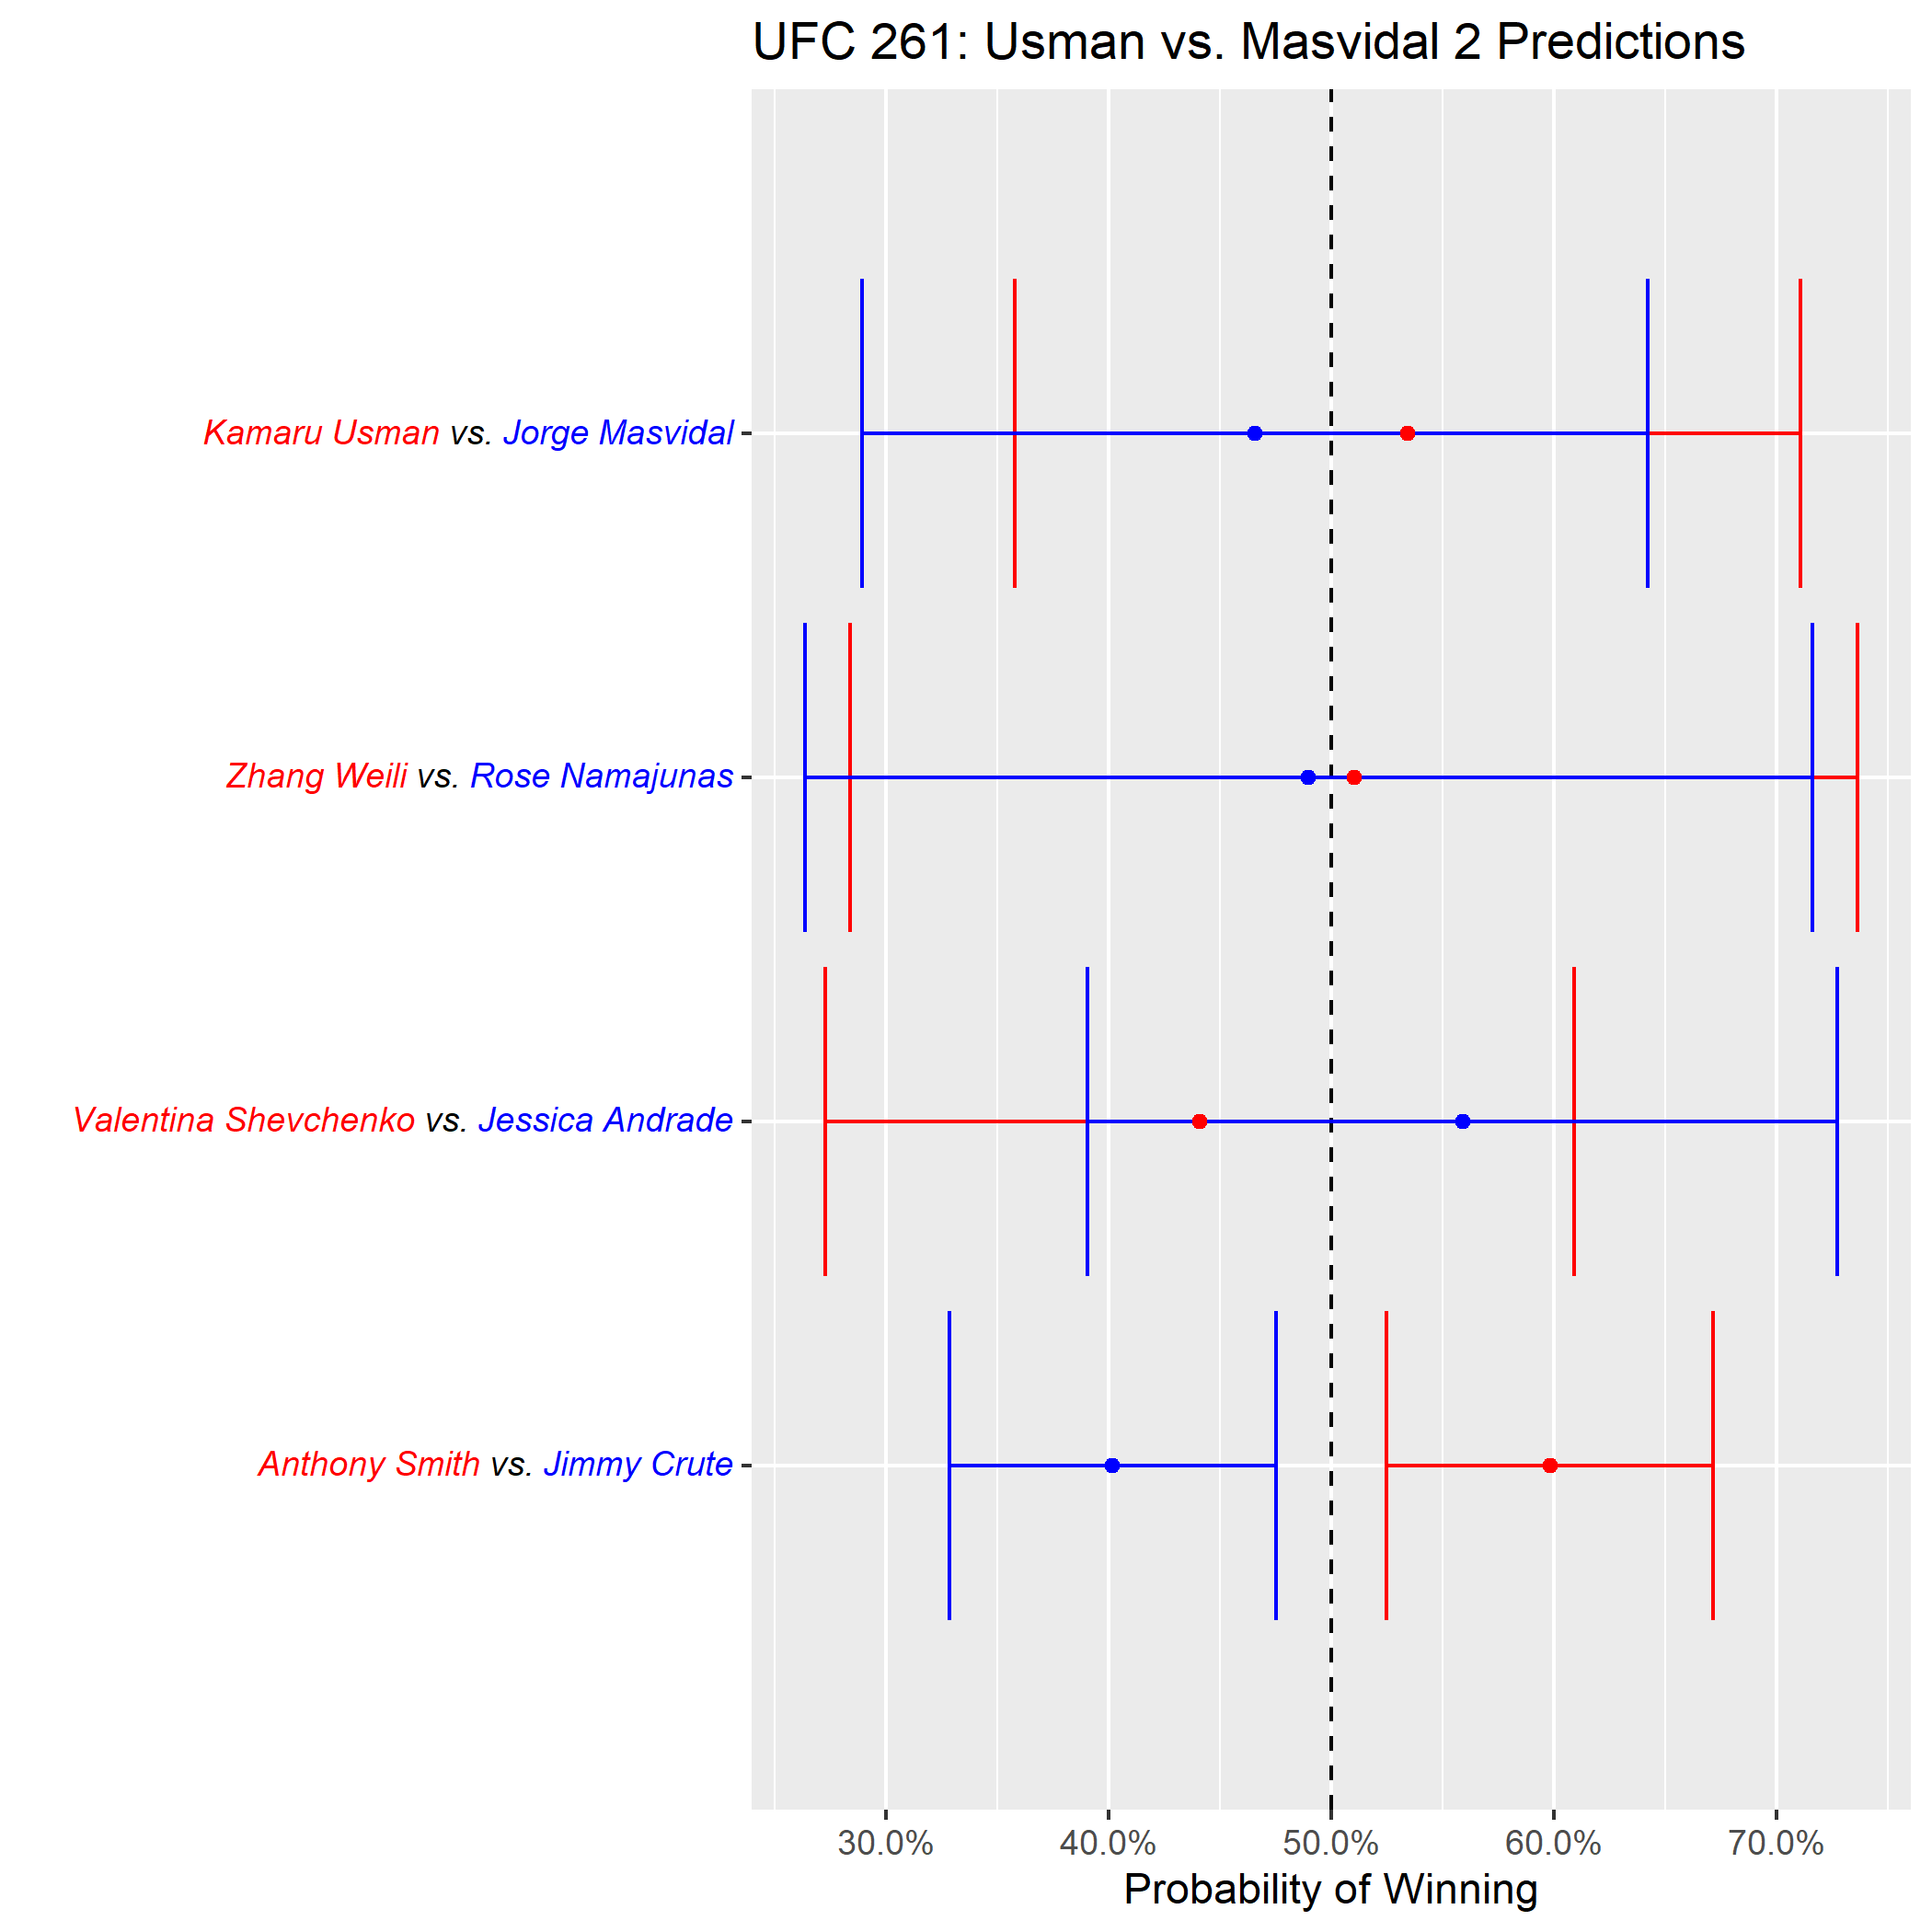 UFC 261: Usman vs. Masvidal 2 Predictions
Kamaru Usman vs. Jorge Masvidal
Zhang Weili vs. Rose Namajunas
Valentina Shevchenko vs. Jessica Andrade
Anthony Smith vs. Jimmy Crute
30.0% 40.0% 50.0% 60.0% 70.0%
Probability of Winning